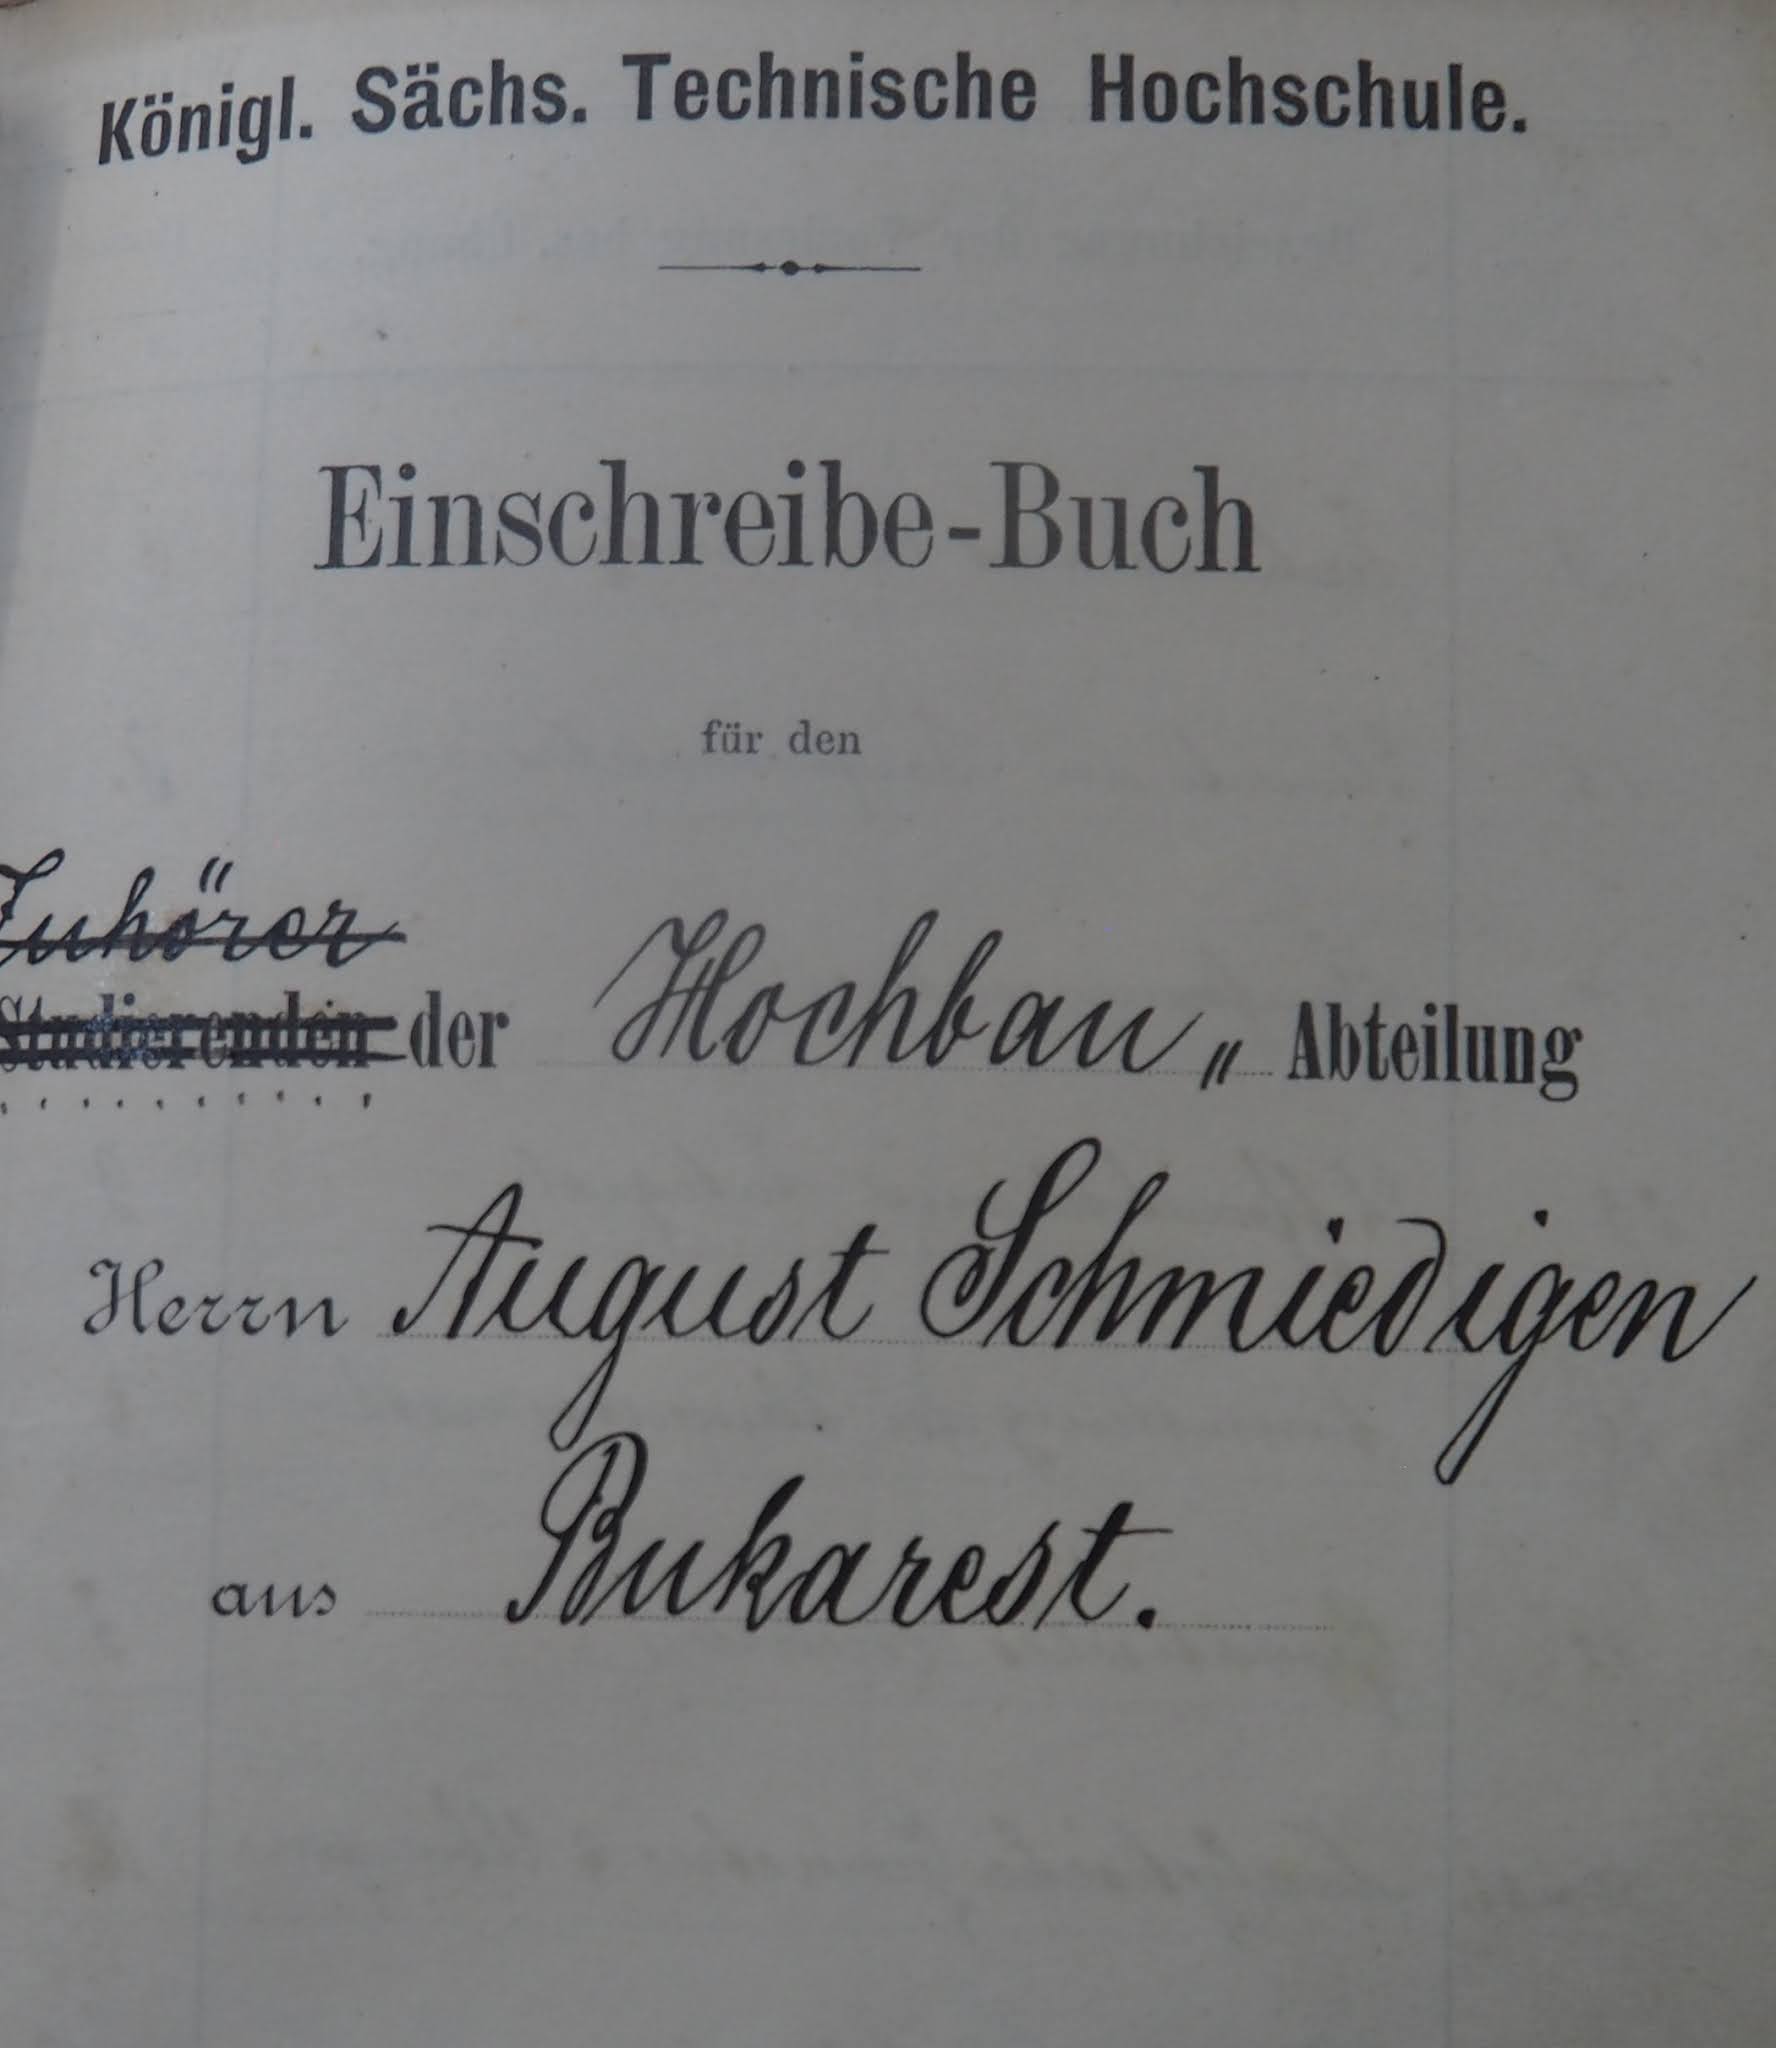 Königl. Sächs. Technische Hochschule.
Einschreibe-Buch
für den
Zuhörer
Studierenden der Hochbau „ Abteilung
Herrn August Schmiedigen
aus Bukarest.